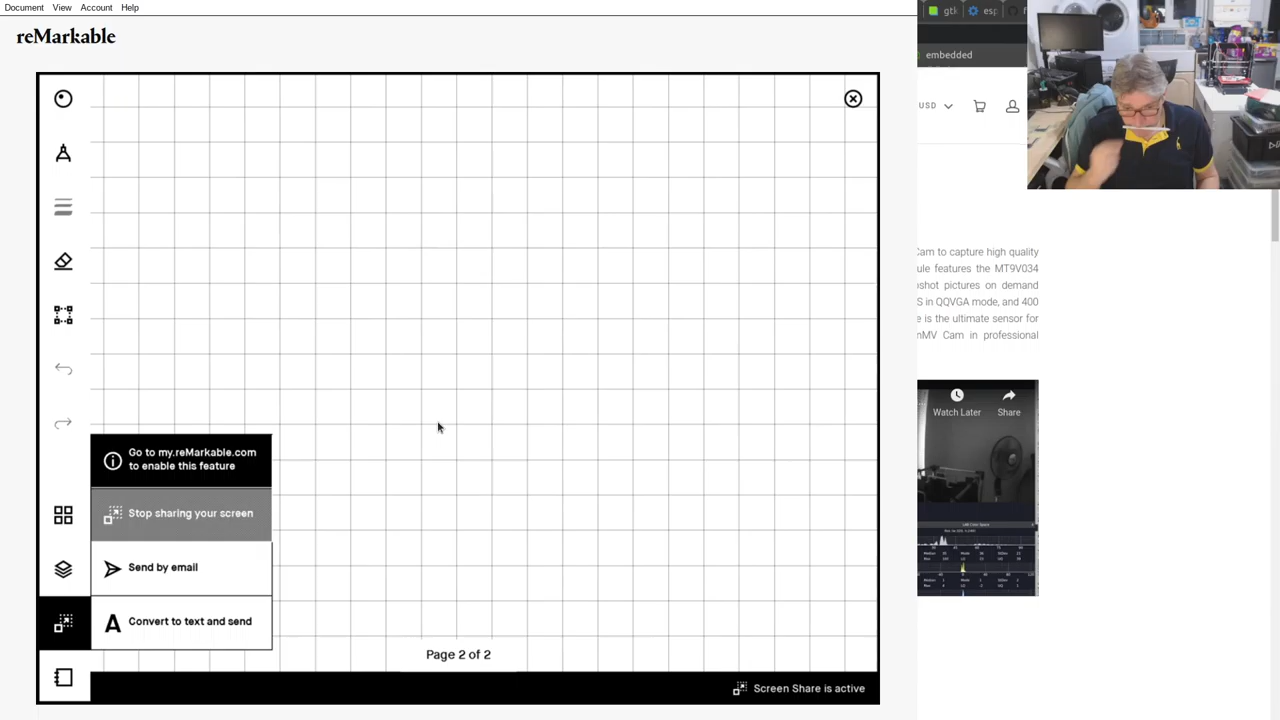 Document View Account Help
reMarkable
Go to my.reMarkable.com
to enable this feature
Stop sharing your screen
Send by email
A Convert to text and send
Page 2 of 2
Screen Share is active
gtk
esp
embedded
USD
Cam to capture high quality
ule features the MT9V034
shot pictures on demand
S in QQVGA mode, and 400
e is the ultimate sensor for
nMV Cam in professional
Watch Later Share